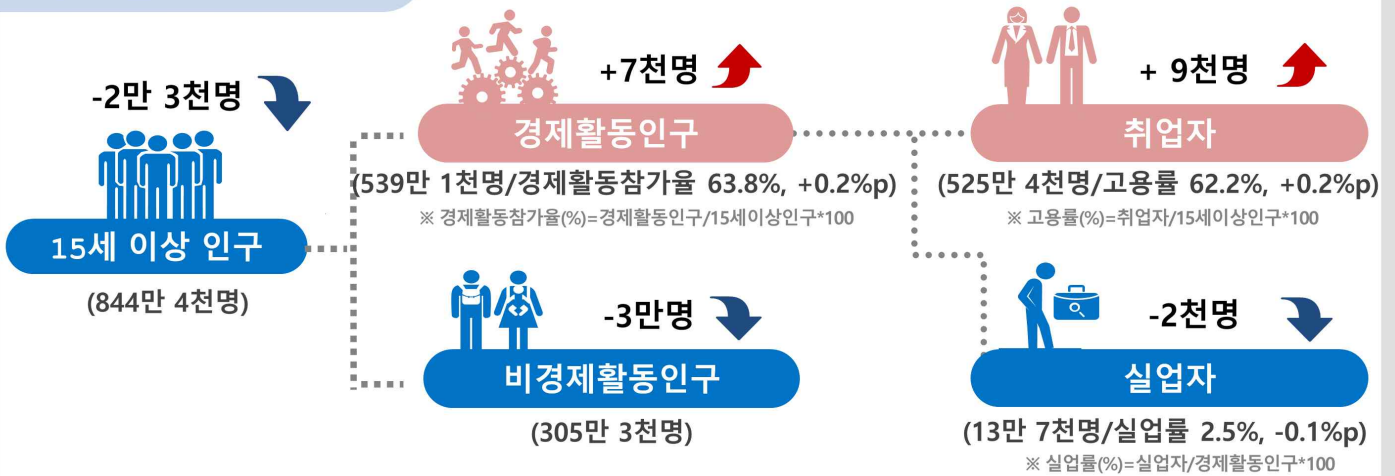 -2만 3천명
15세 이상 인구
(844만 4천명)
+7천명
경제활동인구
(539만 1천명/경제활동참가율 63.8%, +0.2%p)
※ 경제활동참가율(%)=경제활동인구/15세이상인구*100
-3만명
비경제활동인구
(305만 3천명)
+ 9천명
취업자
(525만 4천명/고용률 62.2%, +0.2%p)
※ 고용률(%)=취업자/15세이상인구*100
-2천명
실업자
(13만 7천명/실업률 2.5%, -0.1%p)
※ 실업률(%)=실업자/경제활동인구*100